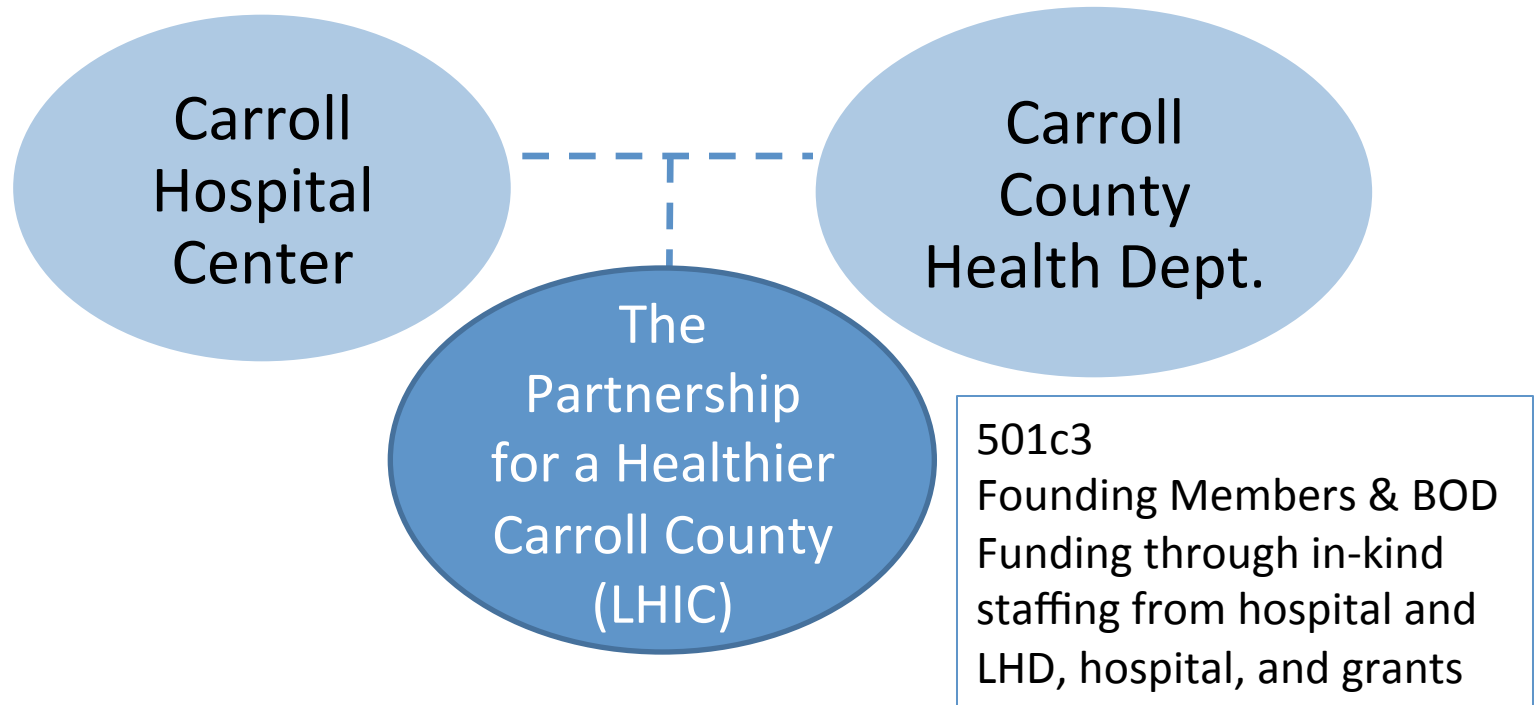 Carroll
Hospital
Center
Carroll
County
Health Dept.
The
Partnership
for a Healthier
Carroll County
(LHIC)
501c3
Founding Members & BOD
Funding through in-kind
staffing from hospital and
LHD, hospital, and grants